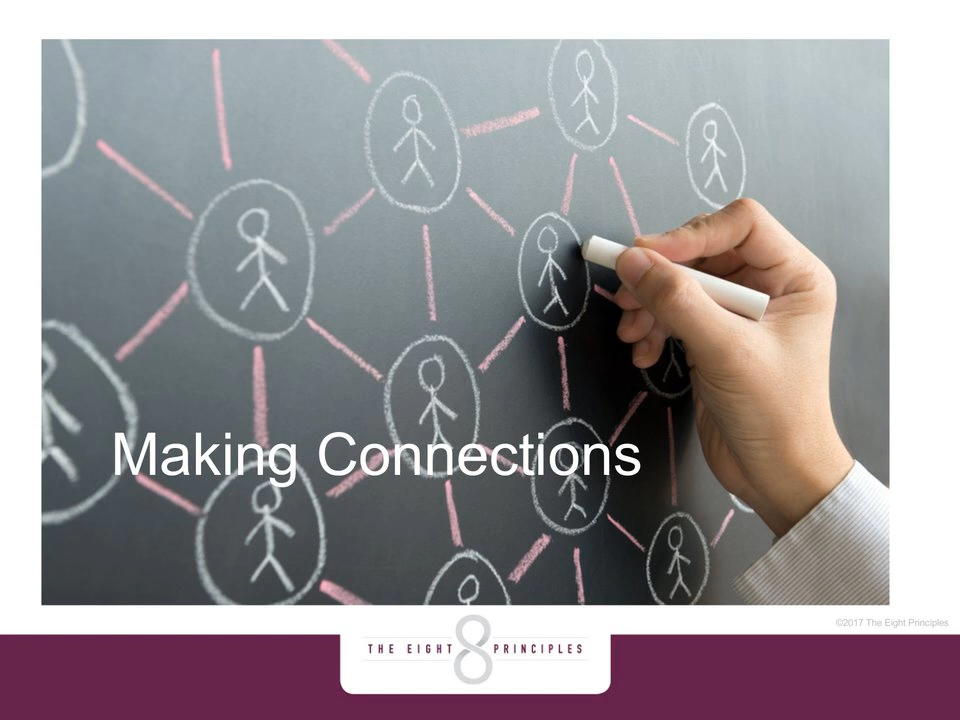 Making Connections
©2017 The Eight Principles
THE EIGHT 8 PRINCIPLES